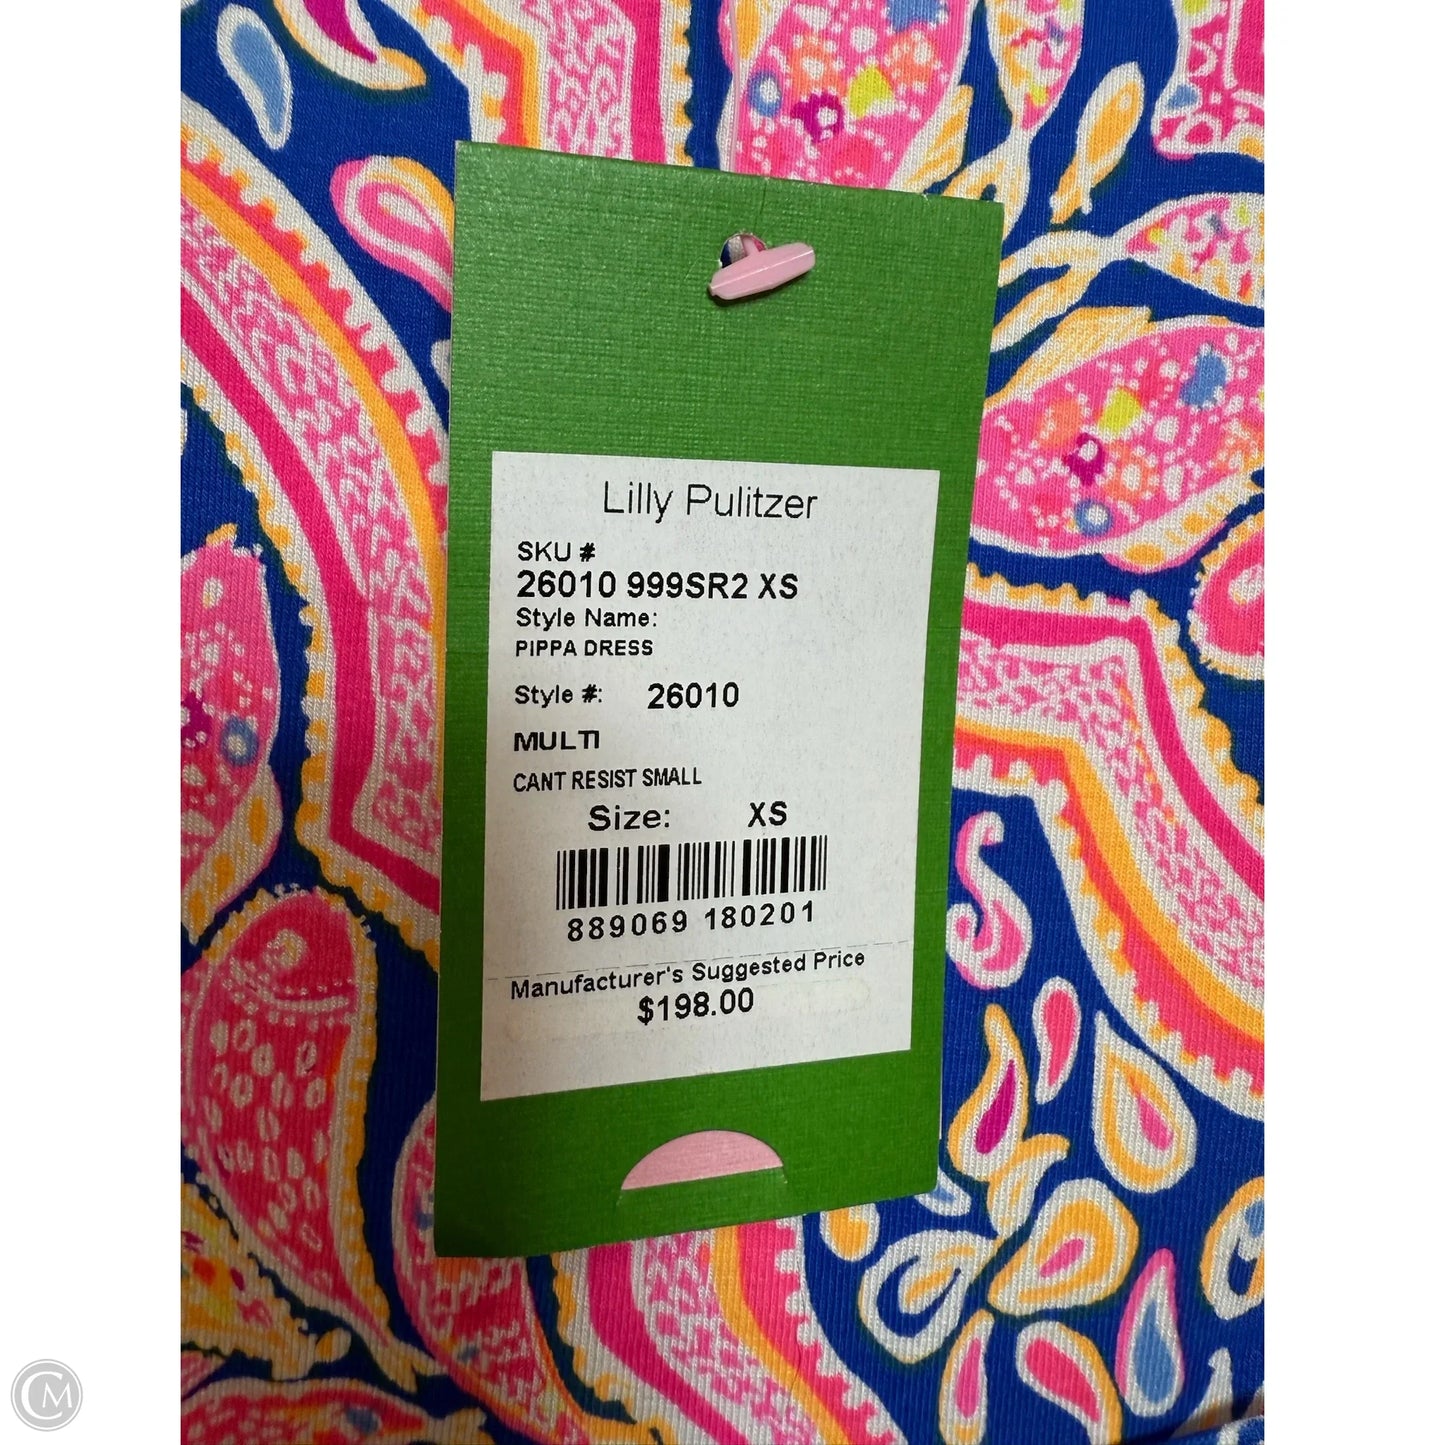 Lilly Pulitzer
SKU #
26010 999SR2 XS
Style Name:
PIPPA DRESS
Style #: 26010
MULTI
CANT RESIST SMALL
Size: XS
889069 180201
Manufacturer's Suggested Price
$198.00
CM